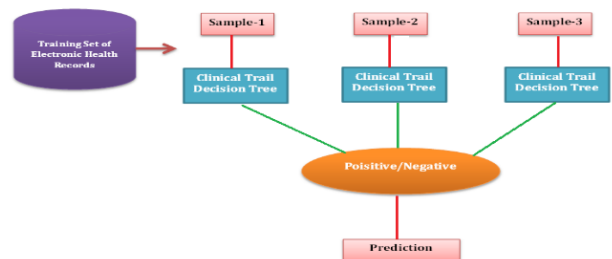 Training Set of
Electronic Health
Records
Sample-1
Sample-2
Sample-3
Clinical Trail
Decision Tree
Clinical Trail
Decision Tree
Clinical Trail
Decision Tree
Poisitive/Negative
Prediction